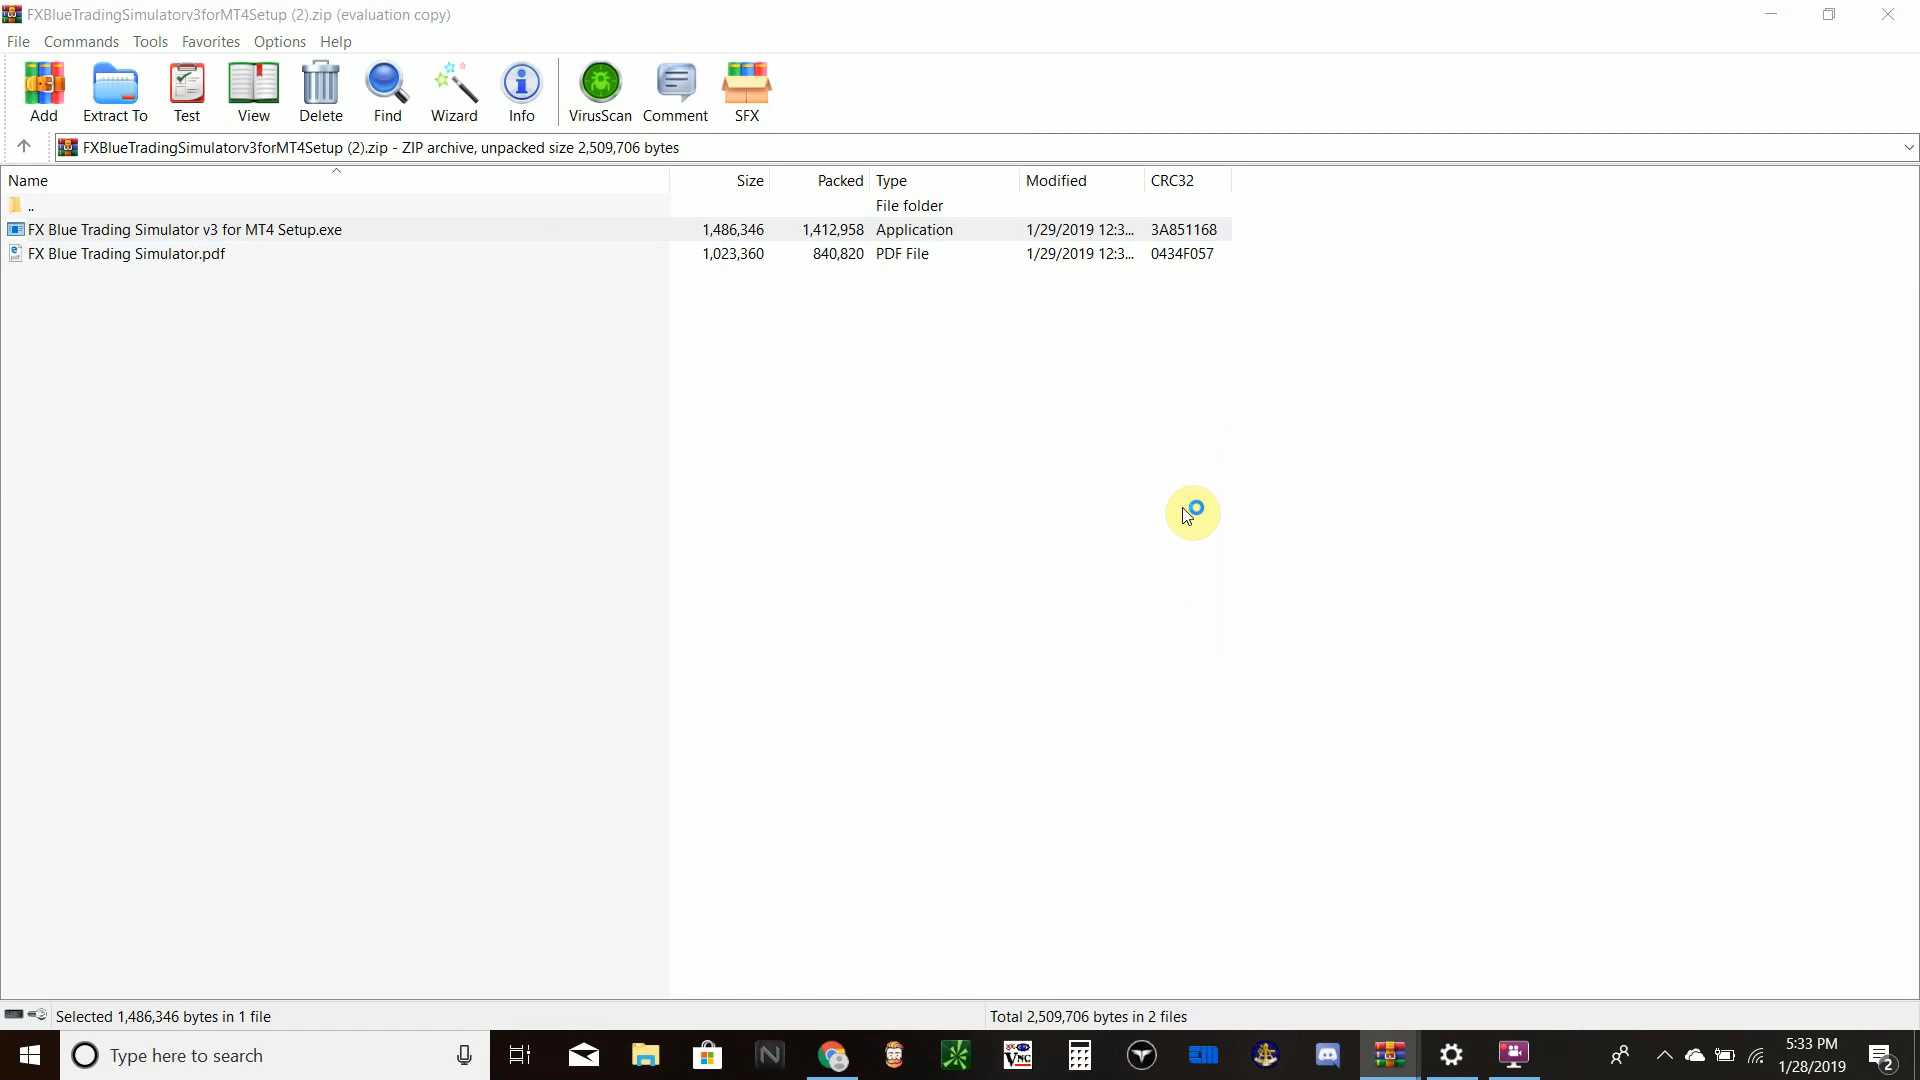 FXBlueTradingSimulatorv3forMT4Setup (2).zip (evaluation copy)
File Commands Tools Favorites Options Help
Add Extract To Test View Delete Find Wizard Info VirusScan Comment SFX
FXBlueTradingSimulatorv3forMT4Setup (2).zip - ZIP archive, unpacked size 2,509,706 bytes
Name Size Packed Type Modified CRC32
.. File folder
FX Blue Trading Simulator v3 for MT4 Setup.exe 1,486,346 1,412,958 Application 1/29/2019 12:3... 3A851168
FX Blue Trading Simulator.pdf 1,023,360 840,820 PDF File 1/29/2019 12:3... 0434F057
Selected 1,486,346 bytes in 1 file Total 2,509,706 bytes in 2 files
Type here to search
N
VNC
5:33 PM
1/28/2019
2